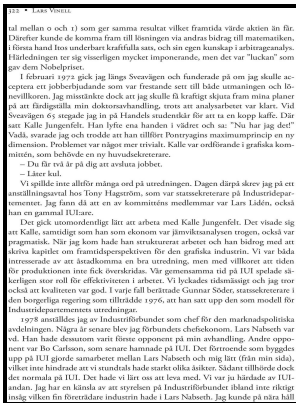 322 • Lars Vinell
tal mellan 0 och 1) som ger samma resultat vilket framtida värde aktien än får.
Därefter kunde de komma fram till lösningen via andras bidrag till matematiken,
i första hand Itos underbart kraftfulla sats, och sin egen kunskap i arbitrageanalys.
Härledningen ter sig visserligen mycket imponerande, men det var "luckan" som
gav dem Nobelpriset.
I februari 1972 gick jag längs Sveavägen och funderade på om jag skulle ac-
ceptera ett jobberbjudande som var frestande sett till både utmaningen och lö-
nevillkoren. Jag misstänkte dock att jag skulle få kraftigt skjuta fram mina planer
på att färdigställa min doktorsavhandling, trots att analysarbetet var klart. Vid
Sveavägen 65 stegade jag in på Handels studentkår för att ta en kopp kaffe. Där
satt Kalle Jungenfelt. Han lyfte ena handen i vädret och sa: "Nu har jag det!"
Vadå, svarade jag och trodde att han tillfört Pontryagins maximumprincip en ny
dimension. Problemet var något mer trivialt. Kalle var ordförande i grafiska kom-
mittén, som behövde en ny huvudsekreterare.
– Du får två år på dig att avsluta jobbet.
– Låter kul.
Vi spillde inte alltför många ord på utredningen. Dagen därpå skrev jag på ett
anställningsavtal hos Tony Hagström, som var statssekreterare på Industridepar-
tementet. Jag fann då att en av kommitténs medlemmar var Lars Lidén, också
han en gammal IUI:are.
Det gick utomordentligt lätt att arbeta med Kalle Jungenfelt. Det visade sig
att Kalle, samtidigt som han som ekonom var jämviktsanalysen trogen, också var
pragmatisk. När jag kom hade han strukturerat arbetet och han bidrog med att
skriva kapitlet om framtidsperspektiven för den grafiska industrin. Vi var båda
intresserade av att åstadkomma en bra utredning, men med villkoret att tiden
för produktionen inte fick överskridas. Vår gemensamma tid på IUI spelade sä-
kerligen stor roll för effektiviteten i arbetet. Vi lyckades tidsmässigt och jag tror
också att kvaliteten var god. I varje fall berättade Gunnar Söder, statssekreterare i
den borgerliga regering som tillträdde 1976, att han satt upp den som modell för
Industridepartementets utredningar.
1978 anställdes jag av Industriförbundet som chef för den marknadspolitiska
avdelningen. Några år senare blev jag förbundets chefsekonom. Lars Nabseth var
vd. Han hade dessutom varit förste opponent på min avhandling. Andre oppo-
nent var Bo Carlsson, som senare hamnade på IUI. Det förtroende som byggdes
upp på IUI gjorde samarbetet mellan Lars Nabseth och mig lätt (från min sida),
vilket inte hindrade att vi stundtals hade starkt olika åsikter. Sådant tillhörde dock
det normala på IUI. Det hade vi lärt oss att leva med. Vi var ju härdade av IUI-
andan. Jag har en känsla av att styrelsen på Industriförbundet ibland inte riktigt
insåg vilken fin företrädare industrin hade i Lars Nabseth. Jag kunde på nära håll